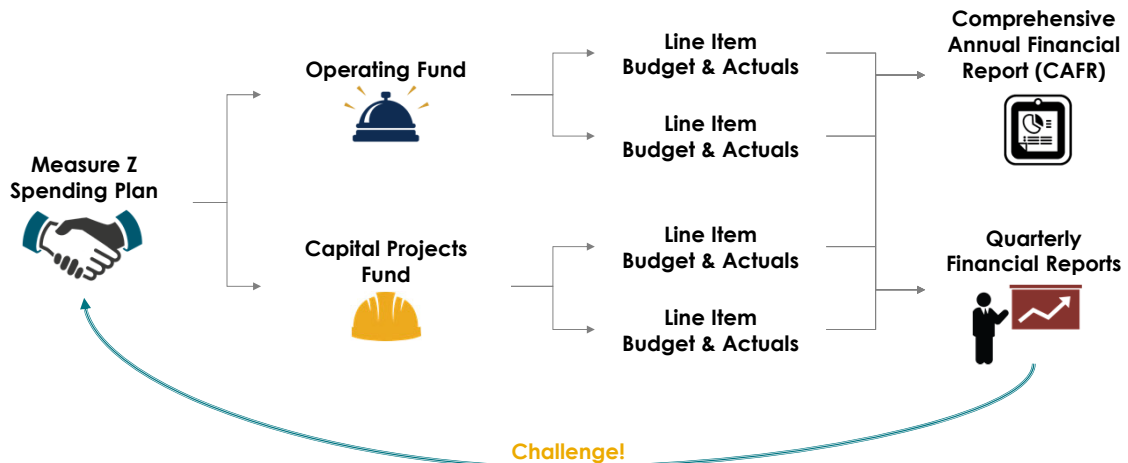 Measure Z
Spending Plan
Operating Fund
Capital Projects
Fund
Line Item
Budget & Actuals
Line Item
Budget & Actuals
Line Item
Budget & Actuals
Line Item
Budget & Actuals
Comprehensive
Annual Financial
Report (CAFR)
Quarterly
Financial Reports
Challenge!